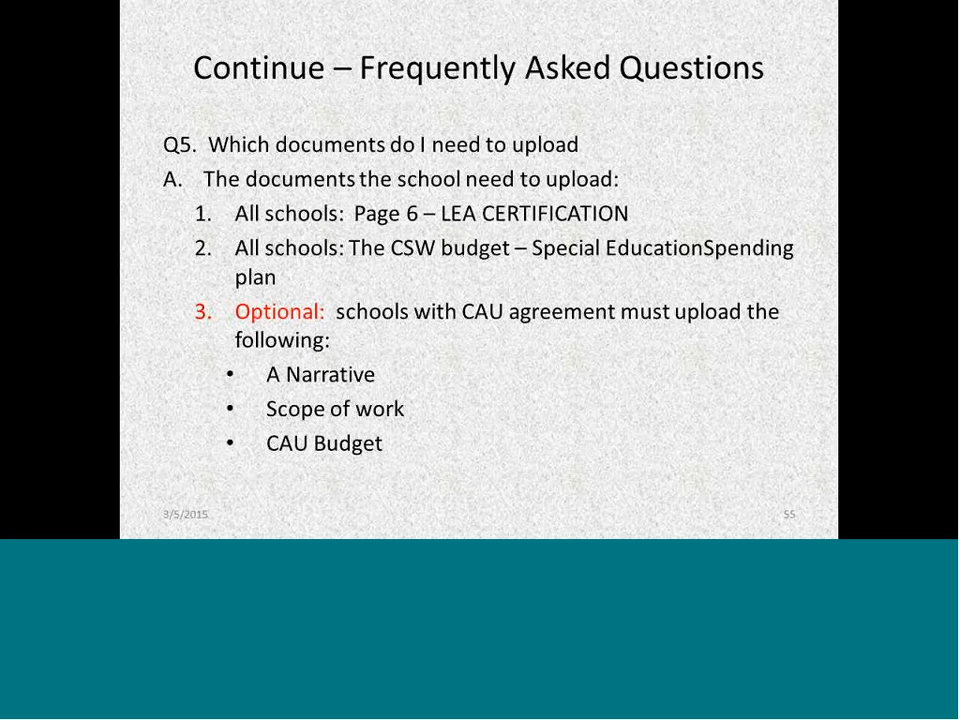 Continue – Frequently Asked Questions
Q5. Which documents do I need to upload
A. The documents the school need to upload:
1. All schools: Page 6 – LEA CERTIFICATION
2. All schools: The CSW budget – Special EducationSpending
plan
3. Optional: schools with CAU agreement must upload the
following:
• A Narrative
• Scope of work
• CAU Budget
3/5/2015
55